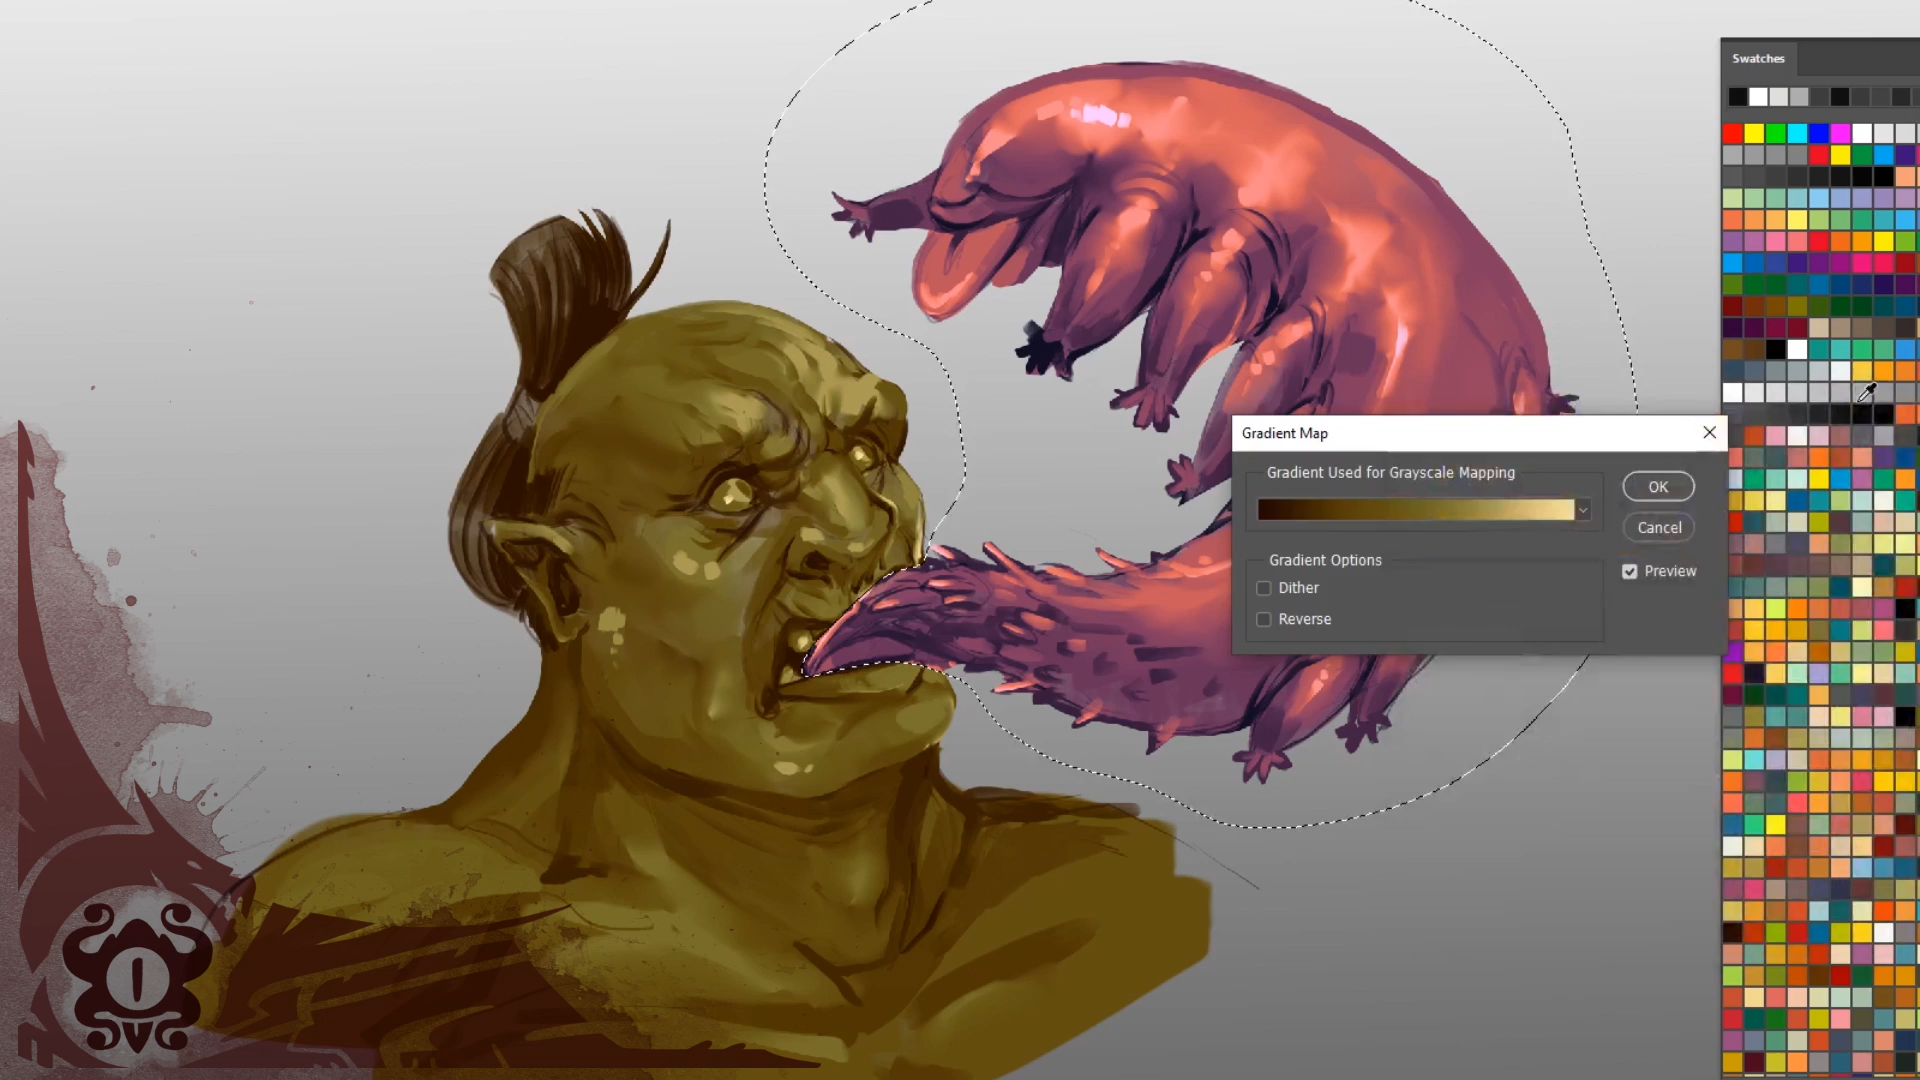 Swatches
Gradient Map
Gradient Used for Grayscale Mapping
OK
Cancel
Gradient Options
Preview
Dither
Reverse